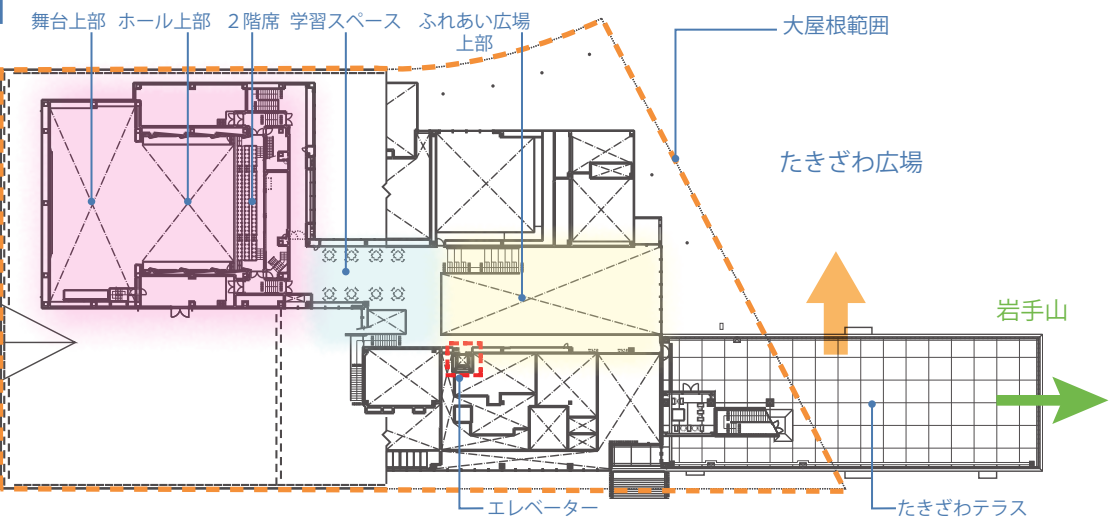 舞台上部 ホール上部 2階席 学習スペース ふれあい広場
上部
大屋根範囲
たきざわ広場
岩手山
エレベーター
たきざわテラス